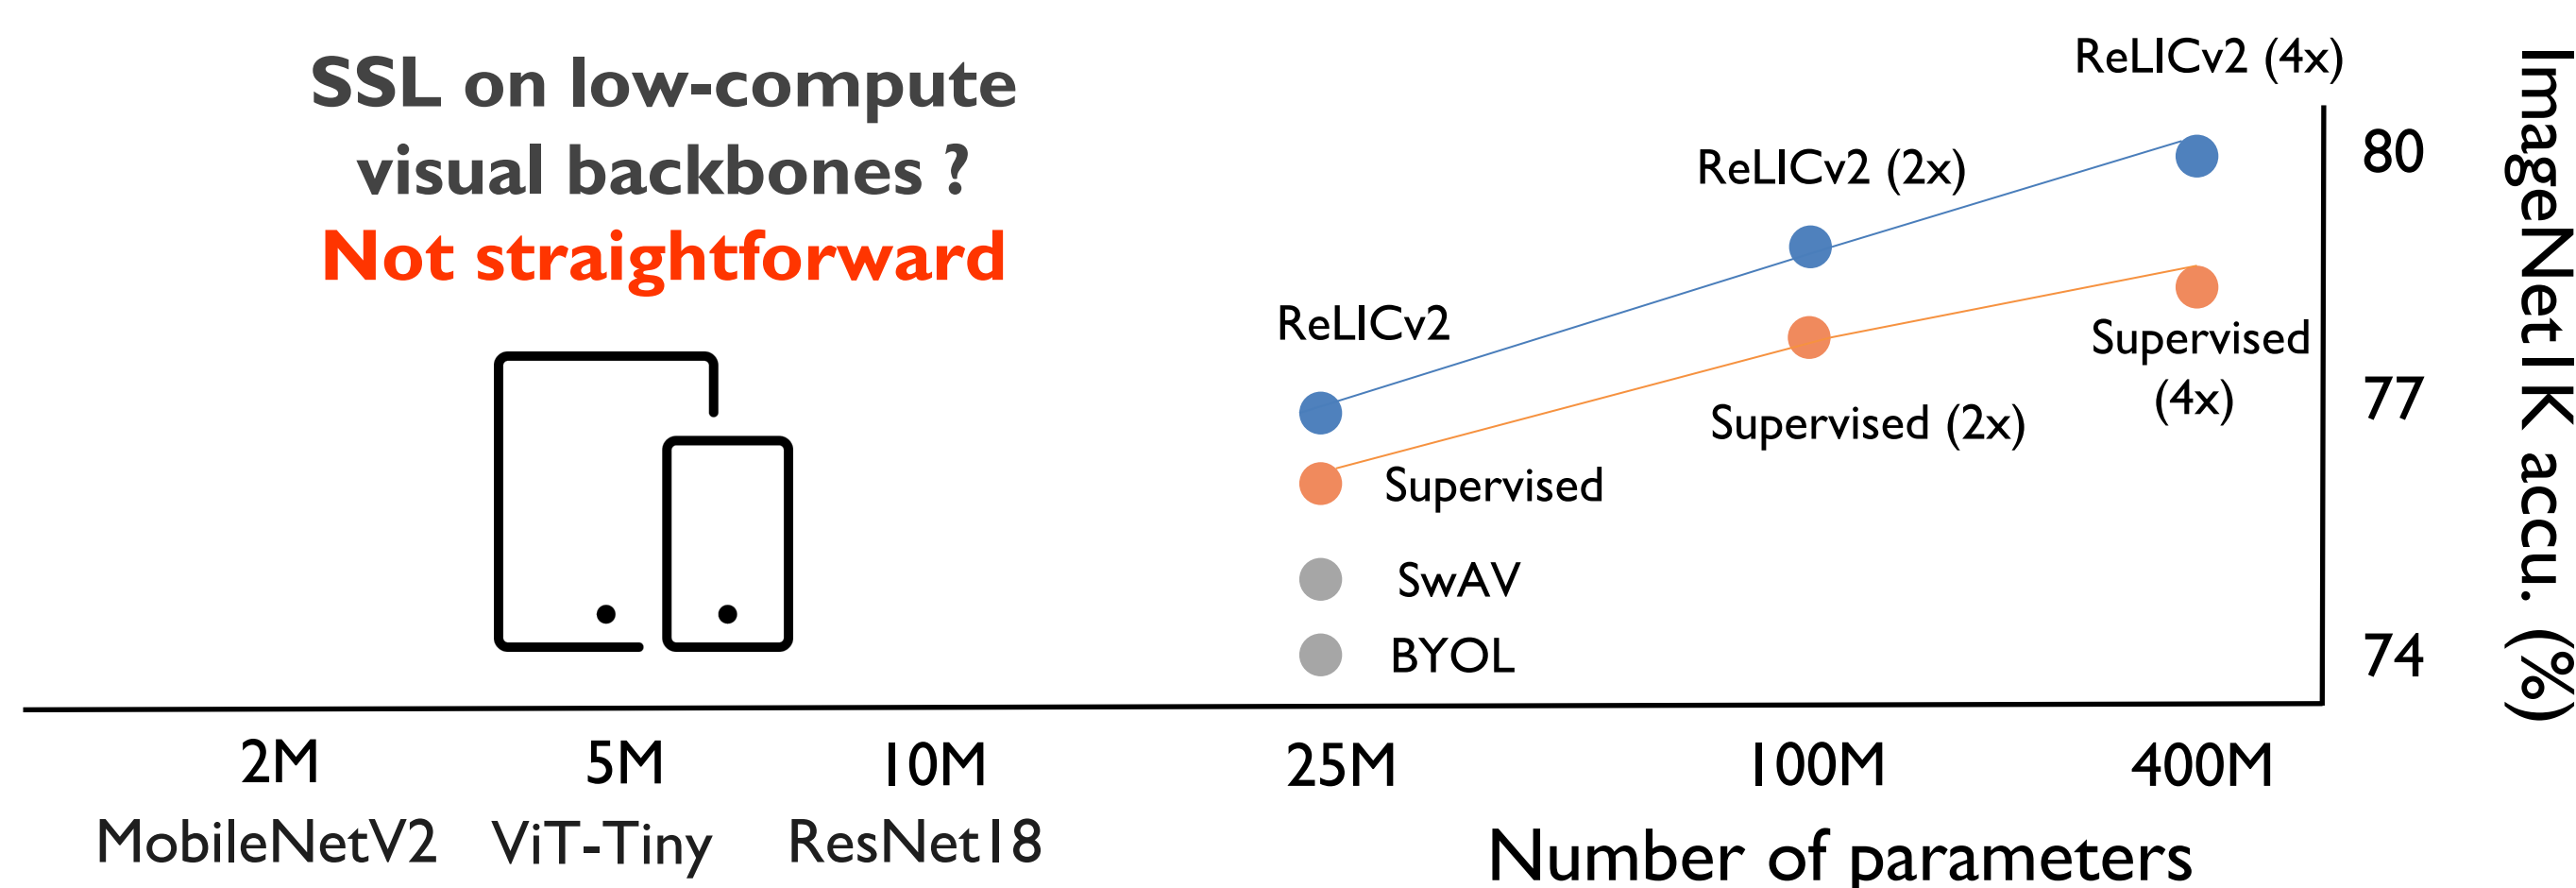 SSL on low-compute
visual backbones ?
Not straightforward
ReLICv2 (4x)
ReLICv2 (2x)
ReLICv2
Supervised
(4x)
Supervised (2x)
Supervised
SwAV
BYOL
80
77
74
ImageNet1K accu. (%)
2M
5M
10M
25M
100M
400M
MobileNetV2
ViT-Tiny
ResNet18
Number of parameters